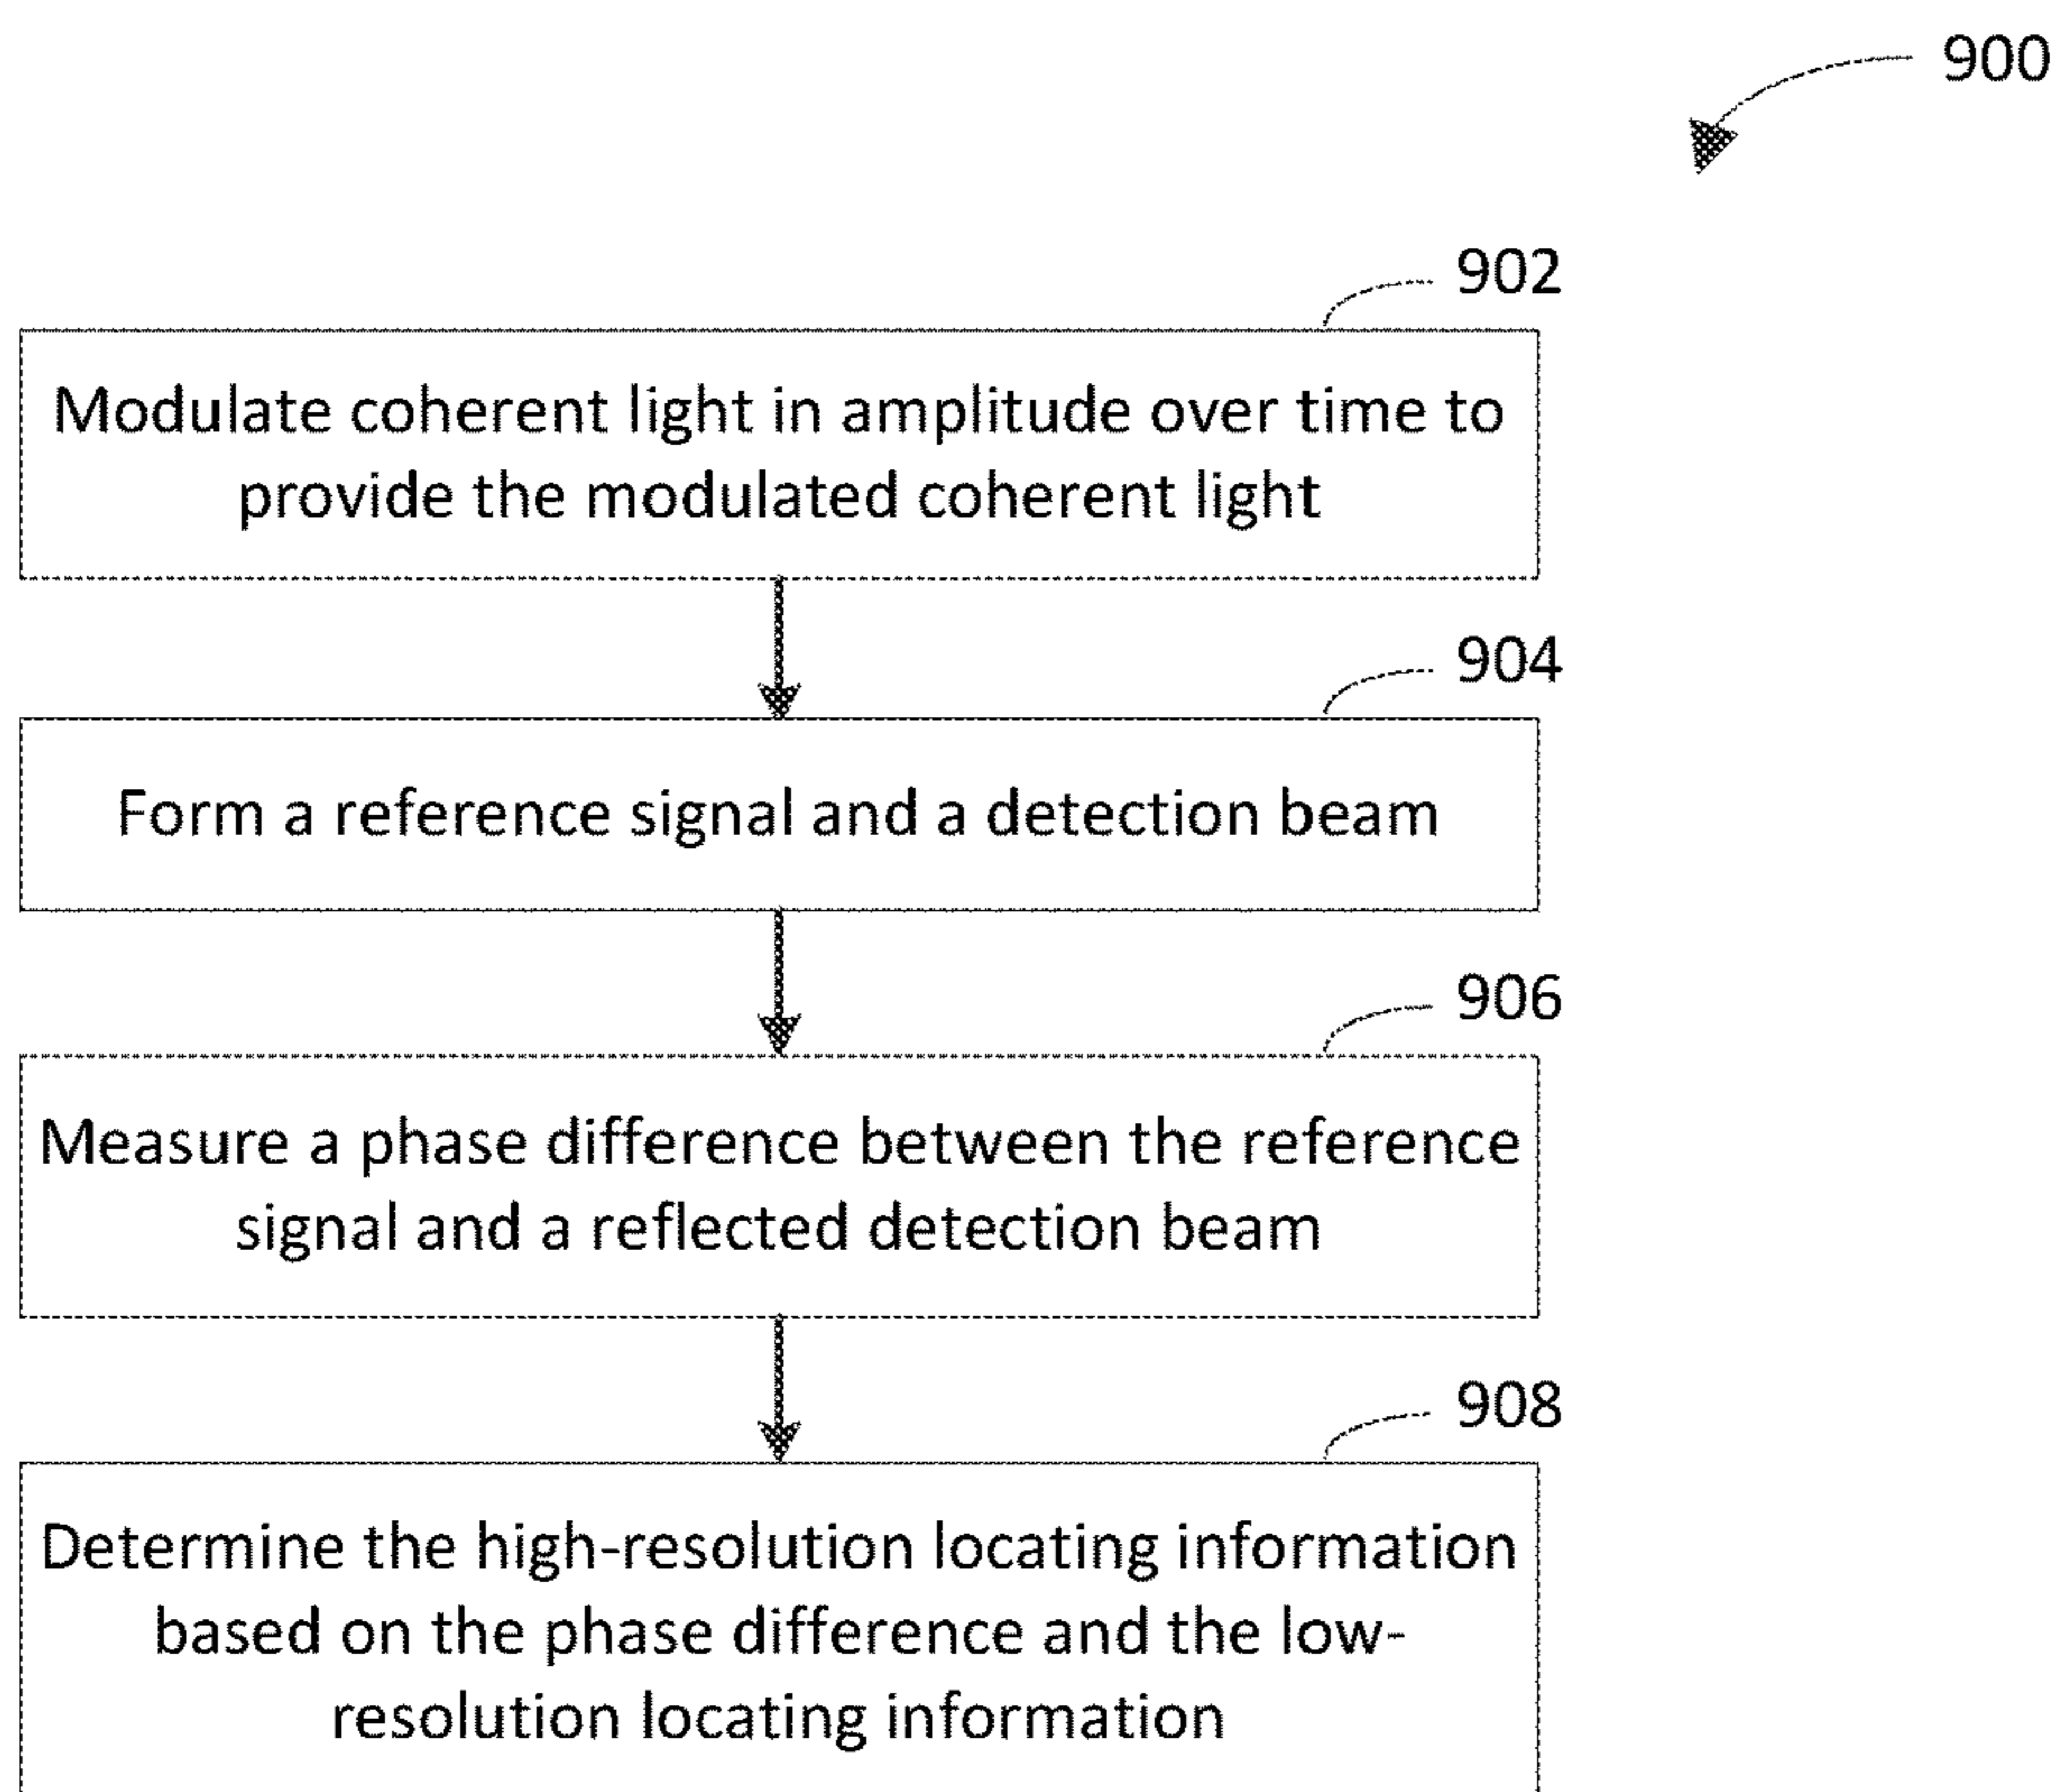 900
902
Modulate coherent light in amplitude over time to
provide the modulated coherent light
904
Form a reference signal and a detection beam
906
Measure a phase difference between the reference
signal and a reflected detection beam
908
Determine the high-resolution locating information
based on the phase difference and the low-
resolution locating information